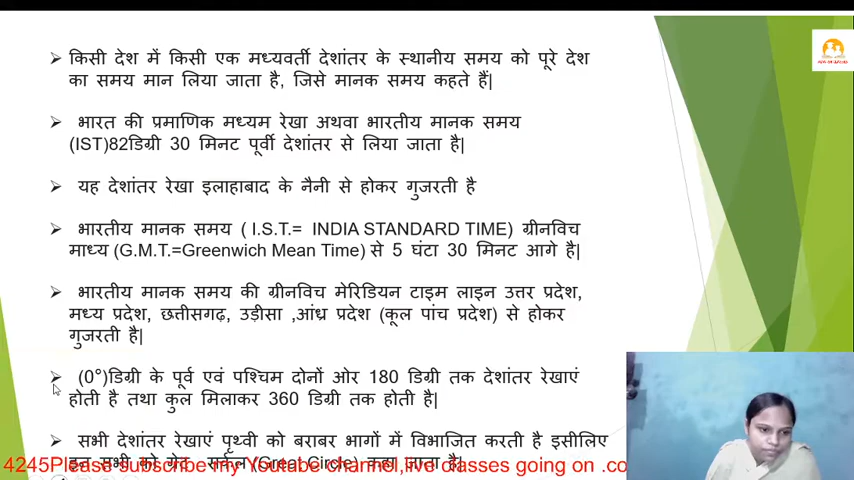 ➢ किसी देश में किसी एक मध्यवर्ती देशांतर के स्थानीय समय को पूरे देश
का समय मान लिया जाता है, जिसे मानक समय कहते हैं|
➢ भारत की प्रमाणिक मध्यम रेखा अथवा भारतीय मानक समय
(IST)82डिग्री 30 मिनट पूर्वी देशांतर से लिया जाता है|
➢ यह देशांतर रेखा इलाहाबाद के नैनी से होकर गुजरती है
➢ भारतीय मानक समय ( I.S.T.= INDIA STANDARD TIME) ग्रीनविच
माध्य (G.M.T.=Greenwich Mean Time) से 5 घंटा 30 मिनट आगे है|
➢ भारतीय मानक समय की ग्रीनविच मेरिडियन टाइम लाइन उत्तर प्रदेश,
मध्य प्रदेश, छत्तीसगढ़, उड़ीसा ,आंध्र प्रदेश (कूल पांच प्रदेश) से होकर
गुजरती है|
➢ (0°)डिग्री के पूर्व एवं पश्चिम दोनों ओर 180 डिग्री तक देशांतर रेखाएं
होती है तथा कुल मिलाकर 360 डिग्री तक होती है|
➢ सभी देशांतर रेखाएं पृथ्वी को बराबर भागों में विभाजित करती है इसीलिए
इन सभी को ग्रेट सर्कल (Great Circle) कहा जाता है|
4245Please subscribe my Youtube channel,live classes going on .co